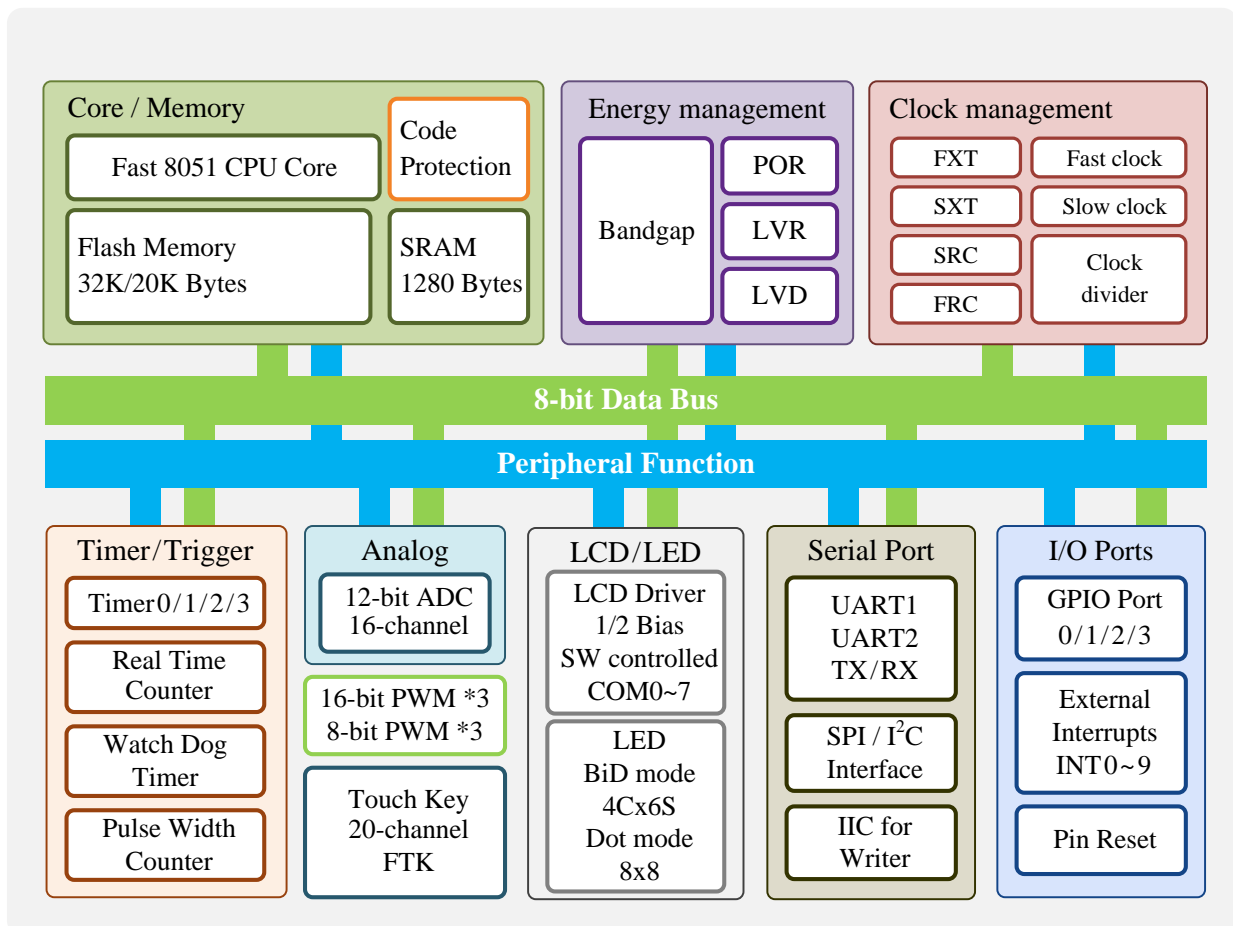 Core / Memory
Fast 8051 CPU Core
Code
Protection
Flash Memory
32K/20K Bytes
SRAM
1280 Bytes
Energy management
Bandgap
POR
LVR
LVD
Clock management
FXT
SXT
SRC
FRC
Fast clock
Slow clock
Clock
divider
8-bit Data Bus
Peripheral Function
Timer/Trigger
Timer0/1/2/3
Real Time
Counter
Watch Dog
Timer
Pulse Width
Counter
Analog
12-bit ADC
16-channel
16-bit PWM *3
8-bit PWM *3
Touch Key
20-channel
FTK
LCD/LED
LCD Driver
1/2 Bias
SW controlled
COM0~7
LED
BiD mode
4Cx6S
Dot mode
8x8
Serial Port
UART1
UART2
TX/RX
SPI / I²C
Interface
IIC for
Writer
I/O Ports
GPIO Port
0/1/2/3
External
Interrupts
INT0~9
Pin Reset